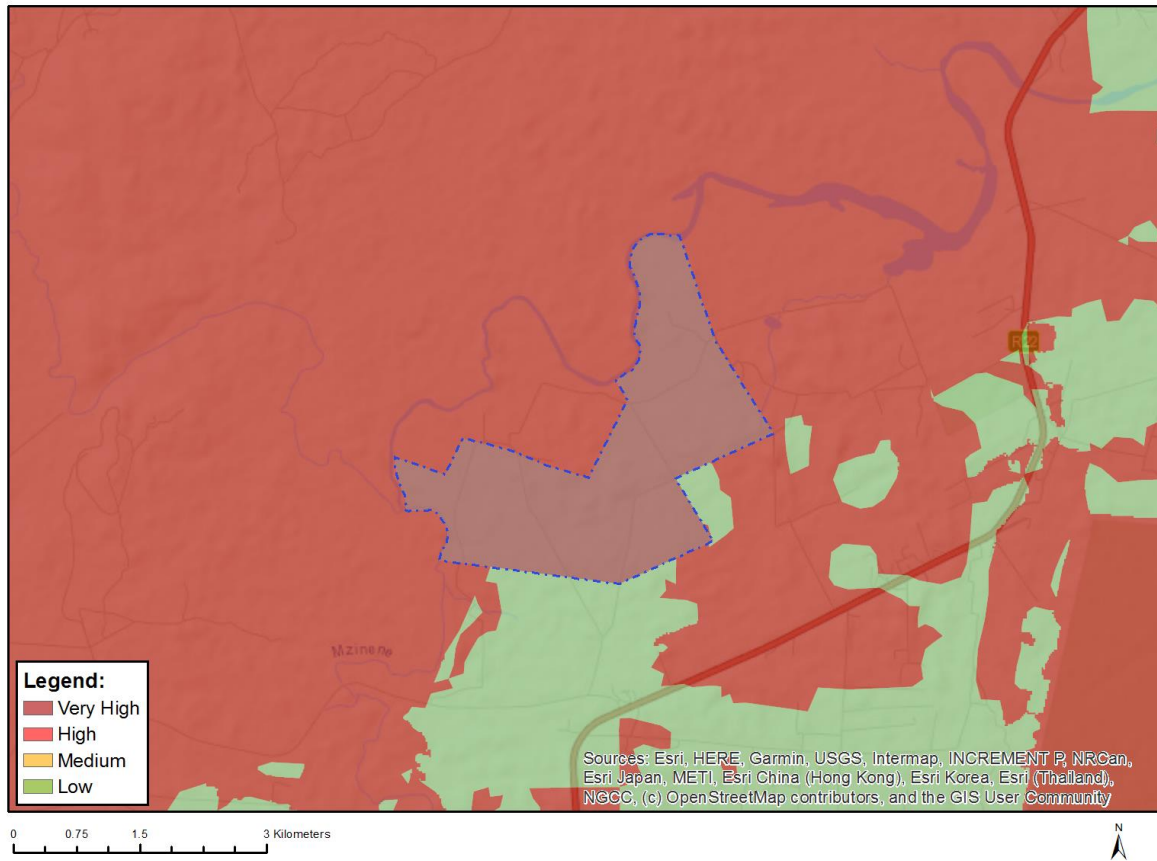 R 22
Mzinene
Legend:
Very High
High
Medium
Low
Sources: Esri, HERE, Garmin, USGS, Intermap, INCREMENT P, NRCan,
Esri Japan, METI, Esri China (Hong Kong), Esri Korea, Esri (Thailand),
NGCC, (c) OpenStreetMap contributors, and the GIS User Community
0 0.75 1.5 3 Kilometers
N